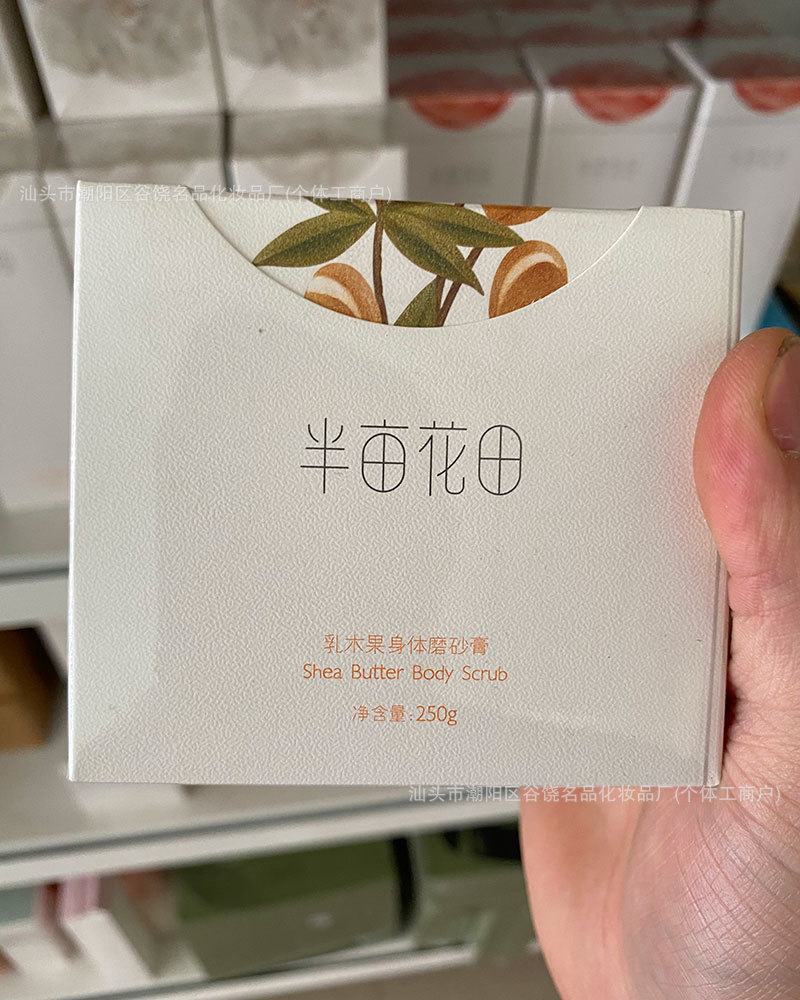 汕头市潮阳区谷饶名品化妆品厂(个体工商户)
半亩花田
乳木果身体磨砂膏
Shea Butter Body Scrub
净含量:250g
汕头市潮阳区谷饶名品化妆品厂(个体工商户)